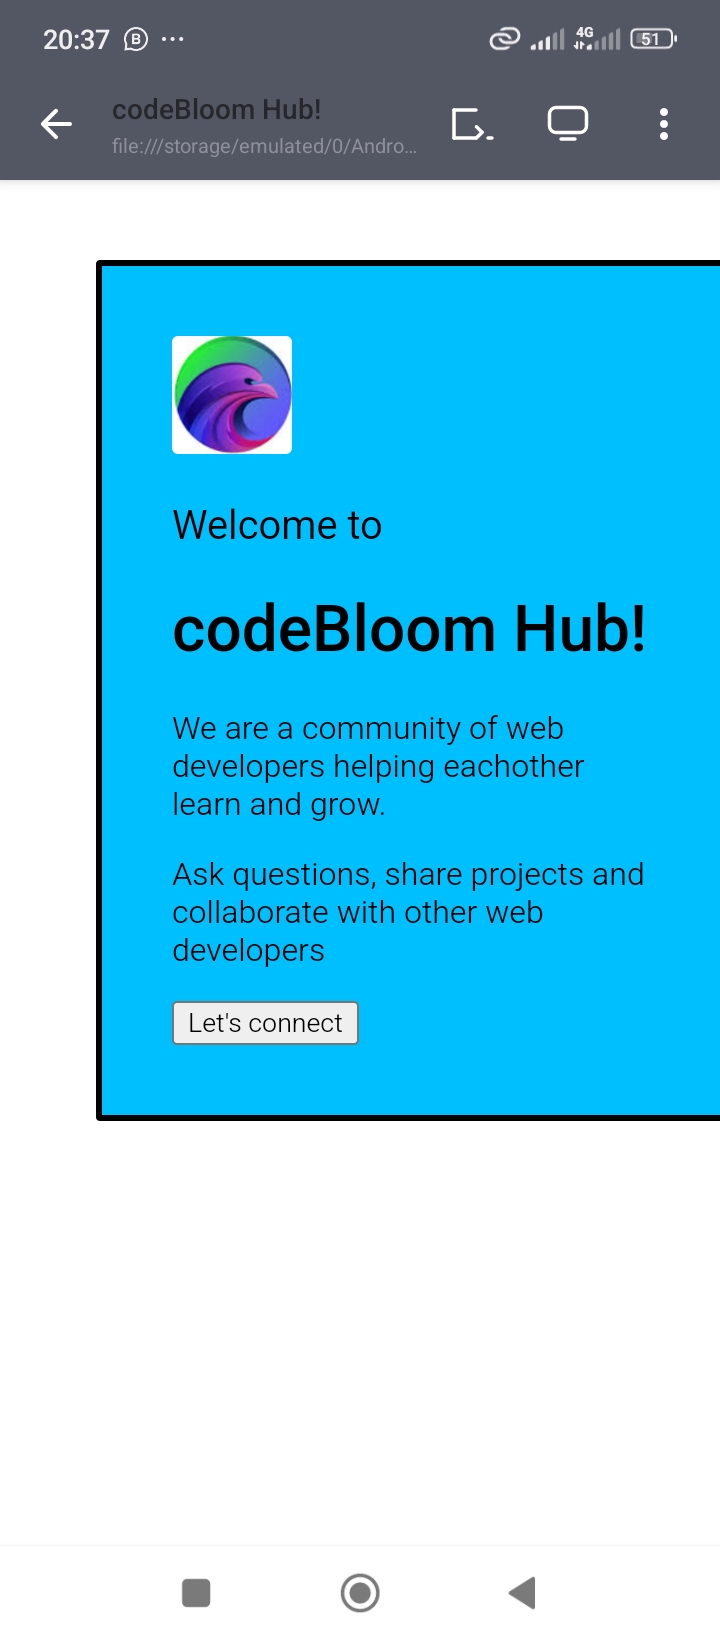 20:37 B ... 4G 51
codeBloom Hub!
file:///storage/emulated/0/Andro...
Welcome to
codeBloom Hub!
We are a community of web
developers helping eachother
learn and grow.
Ask questions, share projects and
collaborate with other web
developers
Let's connect